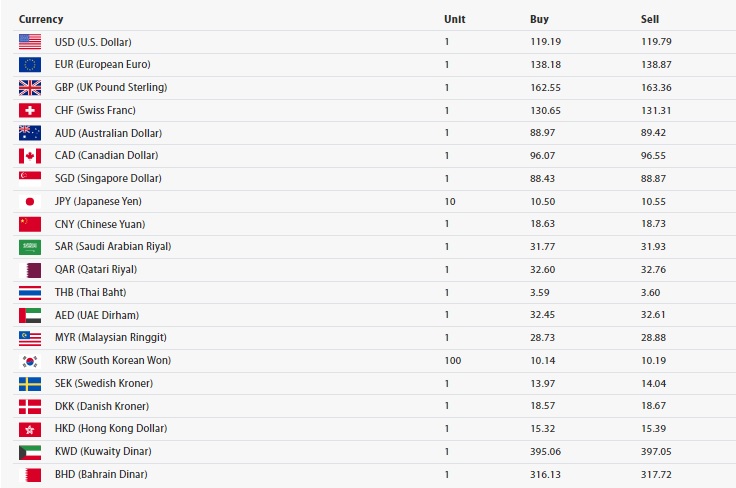 Currency Unit Buy Sell
USD (U.S. Dollar) 1 119.19 119.79
EUR (European Euro) 1 138.18 138.87
GBP (UK Pound Sterling) 1 162.55 163.36
CHF (Swiss Franc) 1 130.65 131.31
AUD (Australian Dollar) 1 88.97 89.42
CAD (Canadian Dollar) 1 96.07 96.55
SGD (Singapore Dollar) 1 88.43 88.87
JPY (Japanese Yen) 10 10.50 10.55
CNY (Chinese Yuan) 1 18.63 18.73
SAR (Saudi Arabian Riyal) 1 31.77 31.93
QAR (Qatari Riyal) 1 32.60 32.76
THB (Thai Baht) 1 3.59 3.60
AED (UAE Dirham) 1 32.45 32.61
MYR (Malaysian Ringgit) 1 28.73 28.88
KRW (South Korean Won) 100 10.14 10.19
SEK (Swedish Kroner) 1 13.97 14.04
DKK (Danish Kroner) 1 18.57 18.67
HKD (Hong Kong Dollar) 1 15.32 15.39
KWD (Kuwaity Dinar) 1 395.06 397.05
BHD (Bahrain Dinar) 1 316.13 317.72